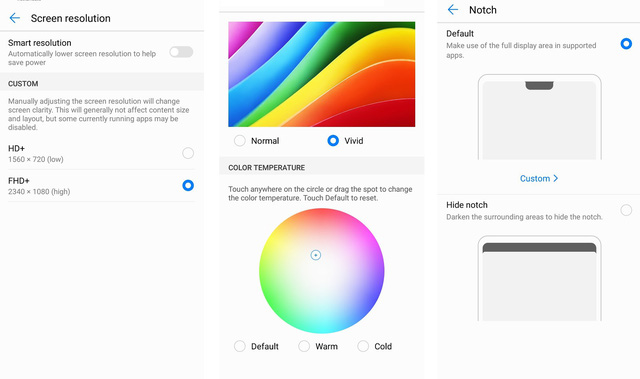 Screen resolution
Smart resolution
Automatically lower screen resolution to help
save power
CUSTOM
Manually adjusting the screen resolution will change
screen clarity. This will generally not affect content size
and layout, but some currently running apps may be
disabled.
HD+
1560 × 720 (low)
FHD+
2340 × 1080 (high)
Normal
Vivid
COLOR TEMPERATURE
Touch anywhere on the circle or drag the spot to change
the color temperature. Touch Default to reset.
Default
Warm
Cold
Notch
Default
Make use of the full display area in supported
apps.
Custom
Hide notch
Darken the surrounding areas to hide the notch.